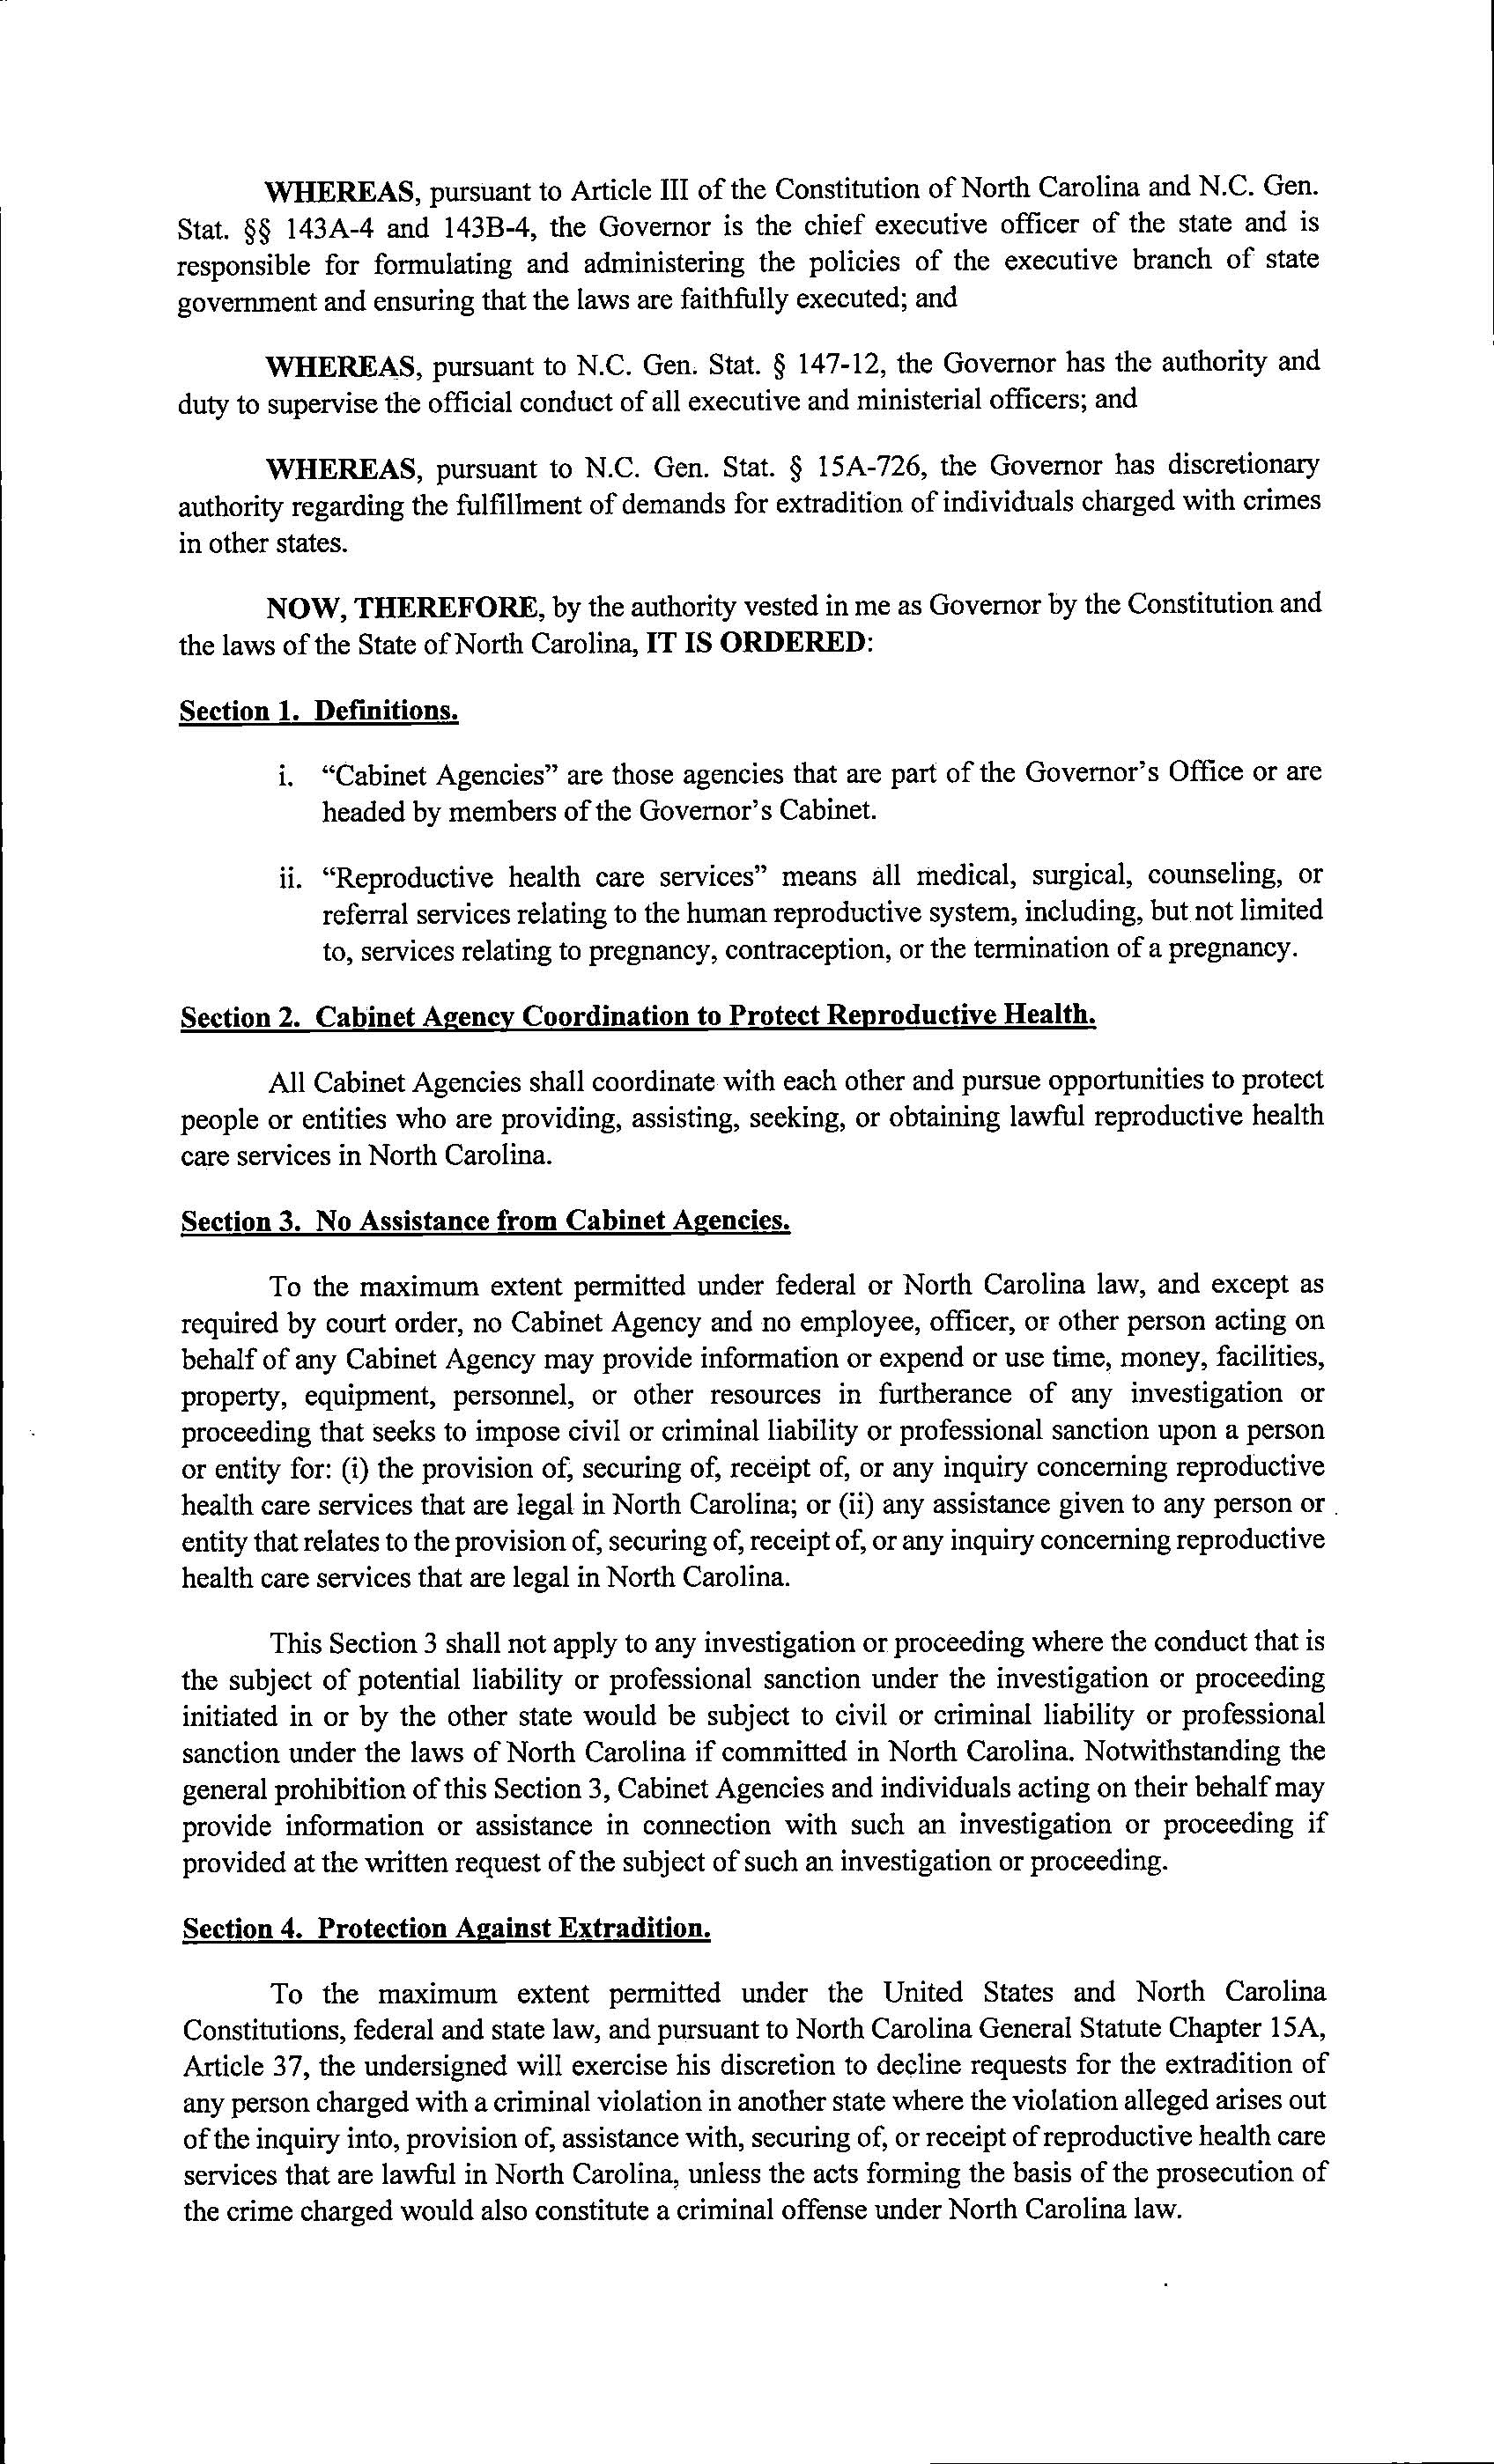 WHEREAS, pursuant to Article III of the Constitution of North Carolina and N.C. Gen.
Stat. §§ 143A-4 and 143B-4, the Governor is the chief executive officer of the state and is
responsible for formulating and administering the policies of the executive branch of state
government and ensuring that the laws are faithfully executed; and
WHEREAS, pursuant to N.C. Gen. Stat. § 147-12, the Governor has the authority and
duty to supervise the official conduct of all executive and ministerial officers; and
WHEREAS, pursuant to N.C. Gen. Stat. § 15A-726, the Governor has discretionary
authority regarding the fulfillment of demands for extradition of individuals charged with crimes
in other states.
NOW, THEREFORE, by the authority vested in me as Governor by the Constitution and
the laws of the State of North Carolina, IT IS ORDERED:
Section 1. Definitions.
i. “Cabinet Agencies” are those agencies that are part of the Governor’s Office or are
headed by members of the Governor’s Cabinet.
ii. “Reproductive health care services” means all medical, surgical, counseling, or
referral services relating to the human reproductive system, including, but not limited
to, services relating to pregnancy, contraception, or the termination of a pregnancy.
Section 2. Cabinet Agency Coordination to Protect Reproductive Health.
All Cabinet Agencies shall coordinate with each other and pursue opportunities to protect
people or entities who are providing, assisting, seeking, or obtaining lawful reproductive health
care services in North Carolina.
Section 3. No Assistance from Cabinet Agencies.
To the maximum extent permitted under federal or North Carolina law, and except as
required by court order, no Cabinet Agency and no employee, officer, or other person acting on
behalf of any Cabinet Agency may provide information or expend or use time, money, facilities,
property, equipment, personnel, or other resources in furtherance of any investigation or
proceeding that seeks to impose civil or criminal liability or professional sanction upon a person
or entity for: (i) the provision of, securing of, receipt of, or any inquiry concerning reproductive
health care services that are legal in North Carolina; or (ii) any assistance given to any person or
entity that relates to the provision of, securing of, receipt of, or any inquiry concerning reproductive
health care services that are legal in North Carolina.
This Section 3 shall not apply to any investigation or proceeding where the conduct that is
the subject of potential liability or professional sanction under the investigation or proceeding
initiated in or by the other state would be subject to civil or criminal liability or professional
sanction under the laws of North Carolina if committed in North Carolina. Notwithstanding the
general prohibition of this Section 3, Cabinet Agencies and individuals acting on their behalf may
provide information or assistance in connection with such an investigation or proceeding if
provided at the written request of the subject of such an investigation or proceeding.
Section 4. Protection Against Extradition.
To the maximum extent permitted under the United States and North Carolina
Constitutions, federal and state law, and pursuant to North Carolina General Statute Chapter 15A,
Article 37, the undersigned will exercise his discretion to decline requests for the extradition of
any person charged with a criminal violation in another state where the violation alleged arises out
of the inquiry into, provision of, assistance with, securing of, or receipt of reproductive health care
services that are lawful in North Carolina, unless the acts forming the basis of the prosecution of
the crime charged would also constitute a criminal offense under North Carolina law.